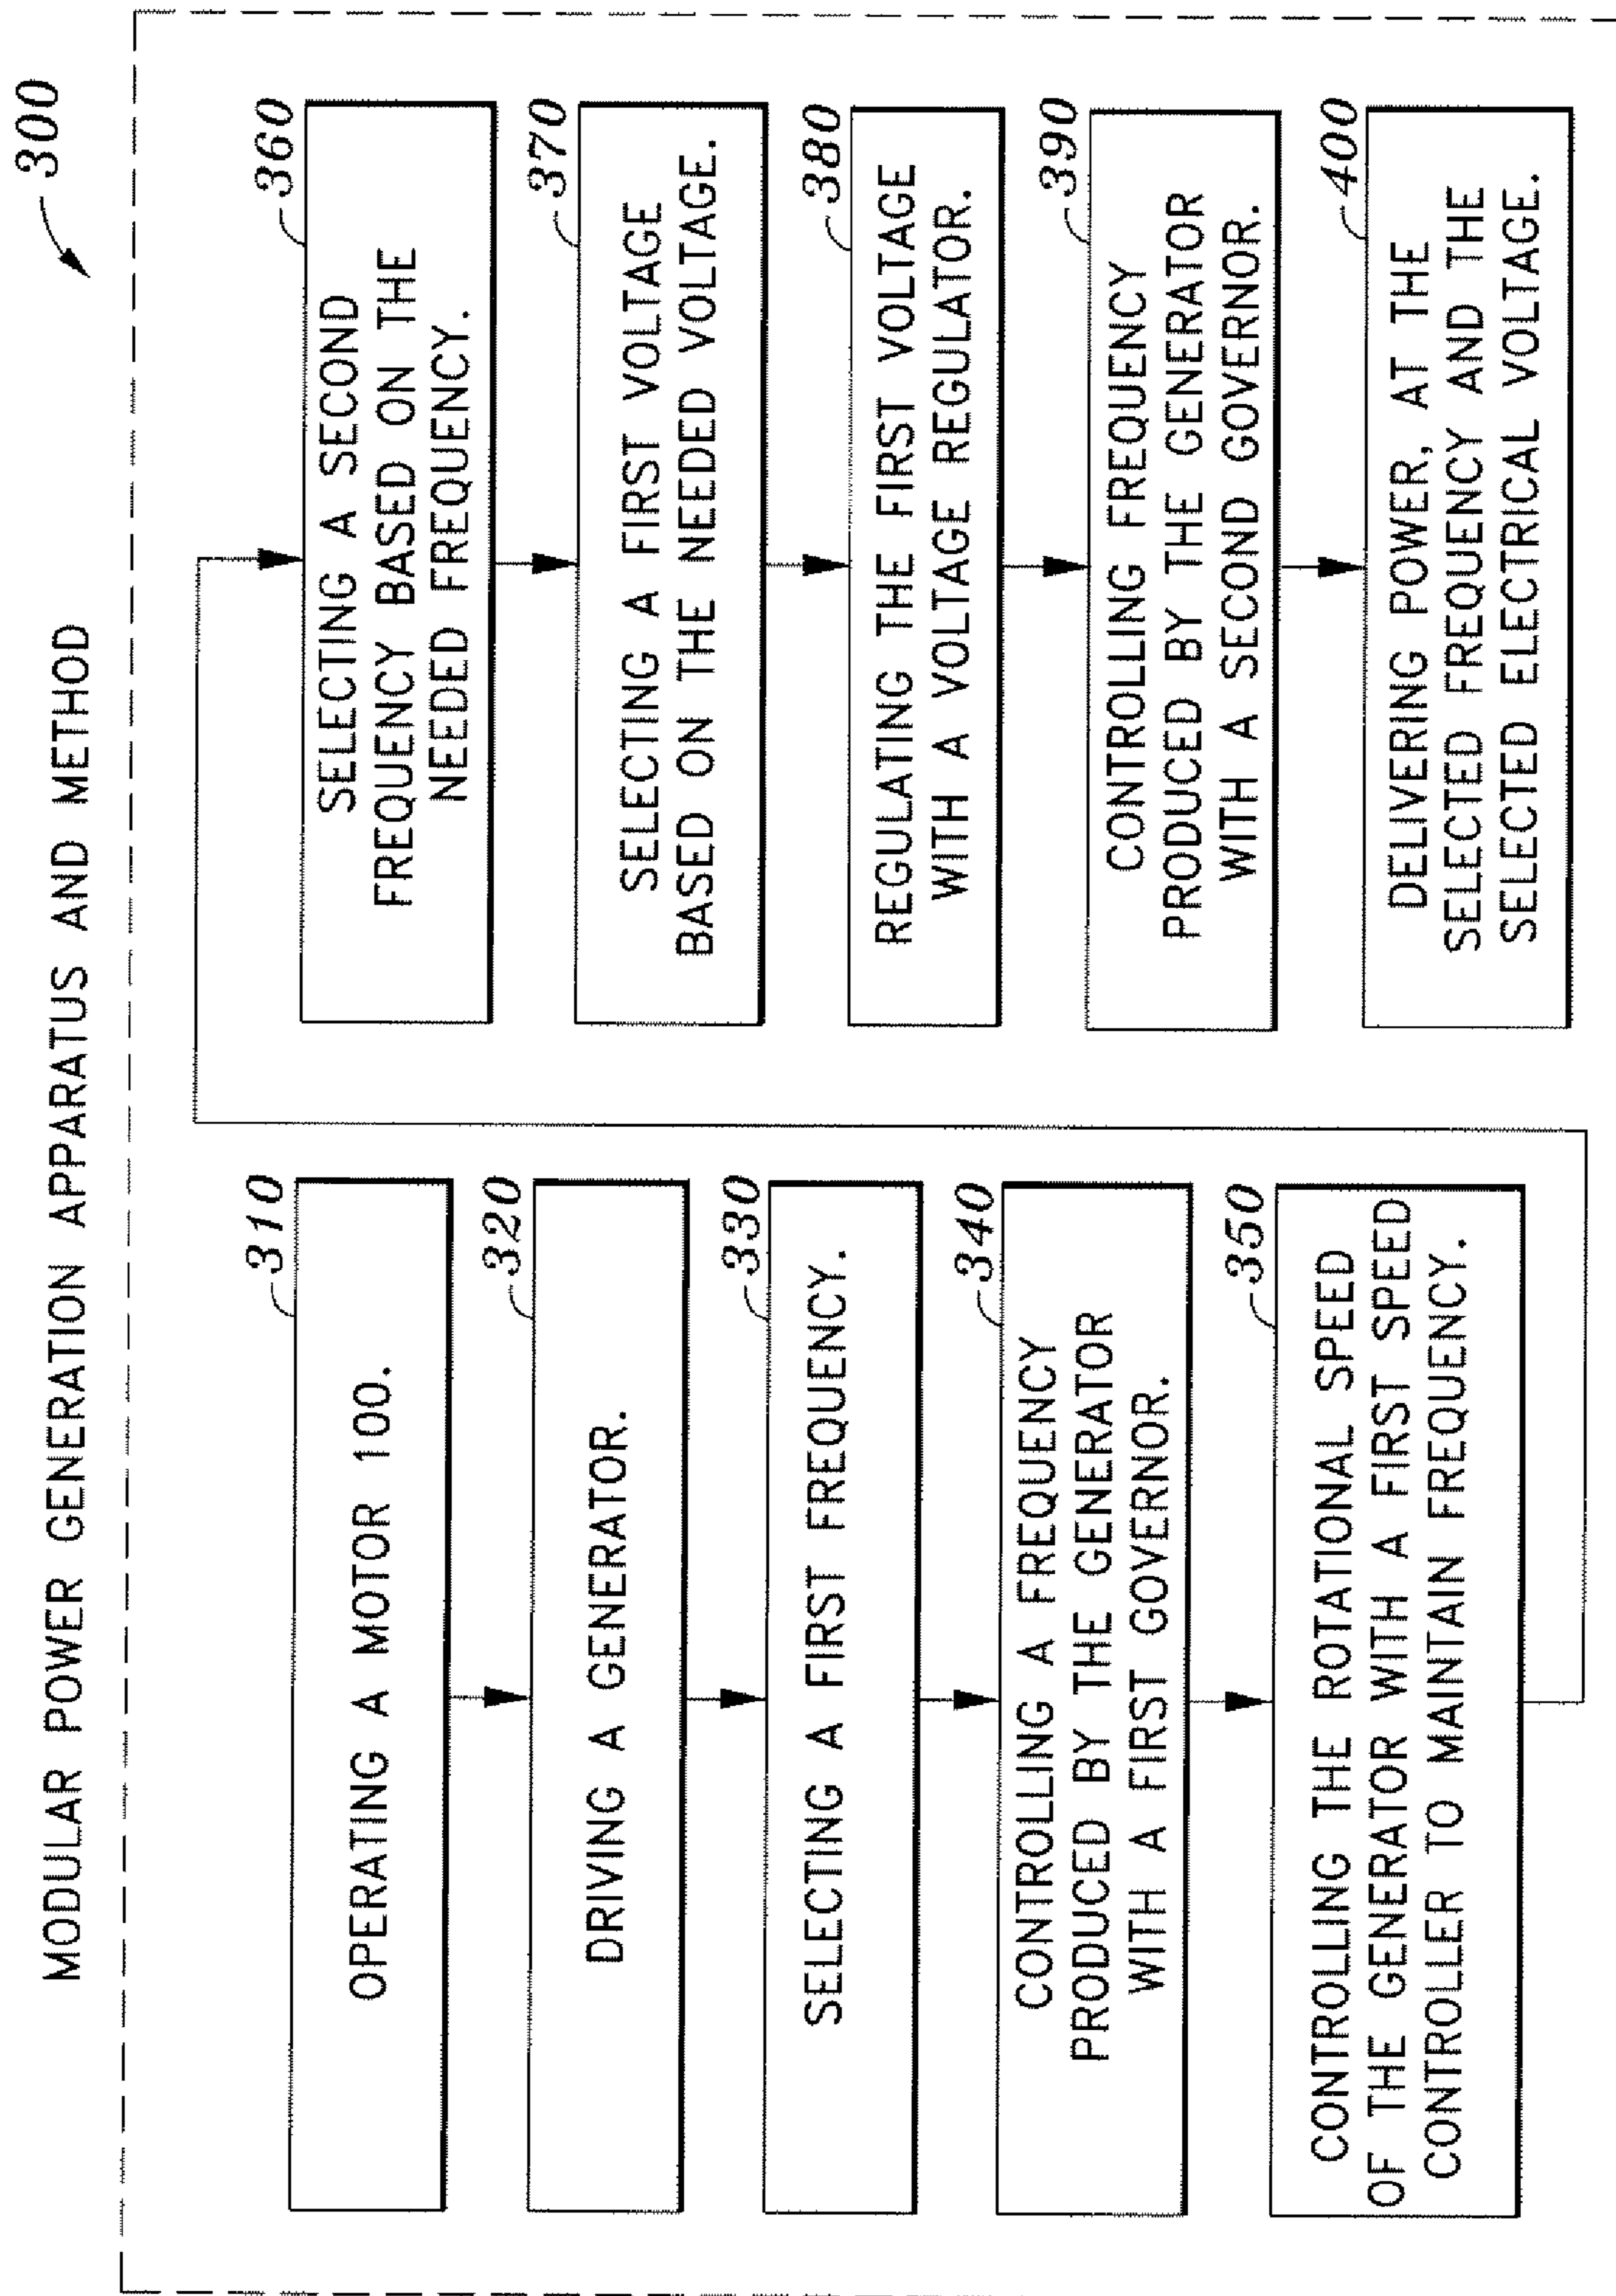 MODULAR POWER GENERATION APPARATUS AND METHOD
300
310
OPERATING A MOTOR 100.
320
DRIVING A GENERATOR.
330
SELECTING A FIRST FREQUENCY.
340
CONTROLLING A FREQUENCY
PRODUCED BY THE GENERATOR
WITH A FIRST GOVERNOR.
350
CONTROLLING THE ROTATIONAL SPEED
OF THE GENERATOR WITH A FIRST SPEED
CONTROLLER TO MAINTAIN FREQUENCY.
360
SELECTING A SECOND
FREQUENCY BASED ON THE
NEEDED FREQUENCY.
370
SELECTING A FIRST VOLTAGE
BASED ON THE NEEDED VOLTAGE.
380
REGULATING THE FIRST VOLTAGE
WITH A VOLTAGE REGULATOR.
390
CONTROLLING FREQUENCY
PRODUCED BY THE GENERATOR
WITH A SECOND GOVERNOR.
400
DELIVERING POWER, AT THE
SELECTED FREQUENCY AND THE
SELECTED ELECTRICAL VOLTAGE.